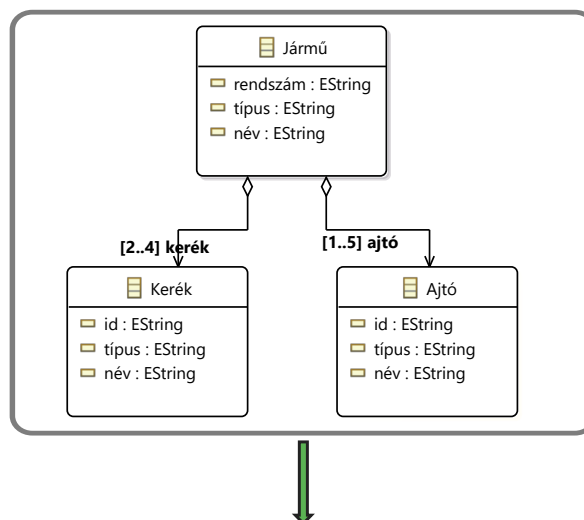 Jármű
rendszám : EString
típus : EString
név : EString
[2..4] kerék
[1..5] ajtó
Kerék
id : EString
típus : EString
név : EString
Ajtó
id : EString
típus : EString
név : EString